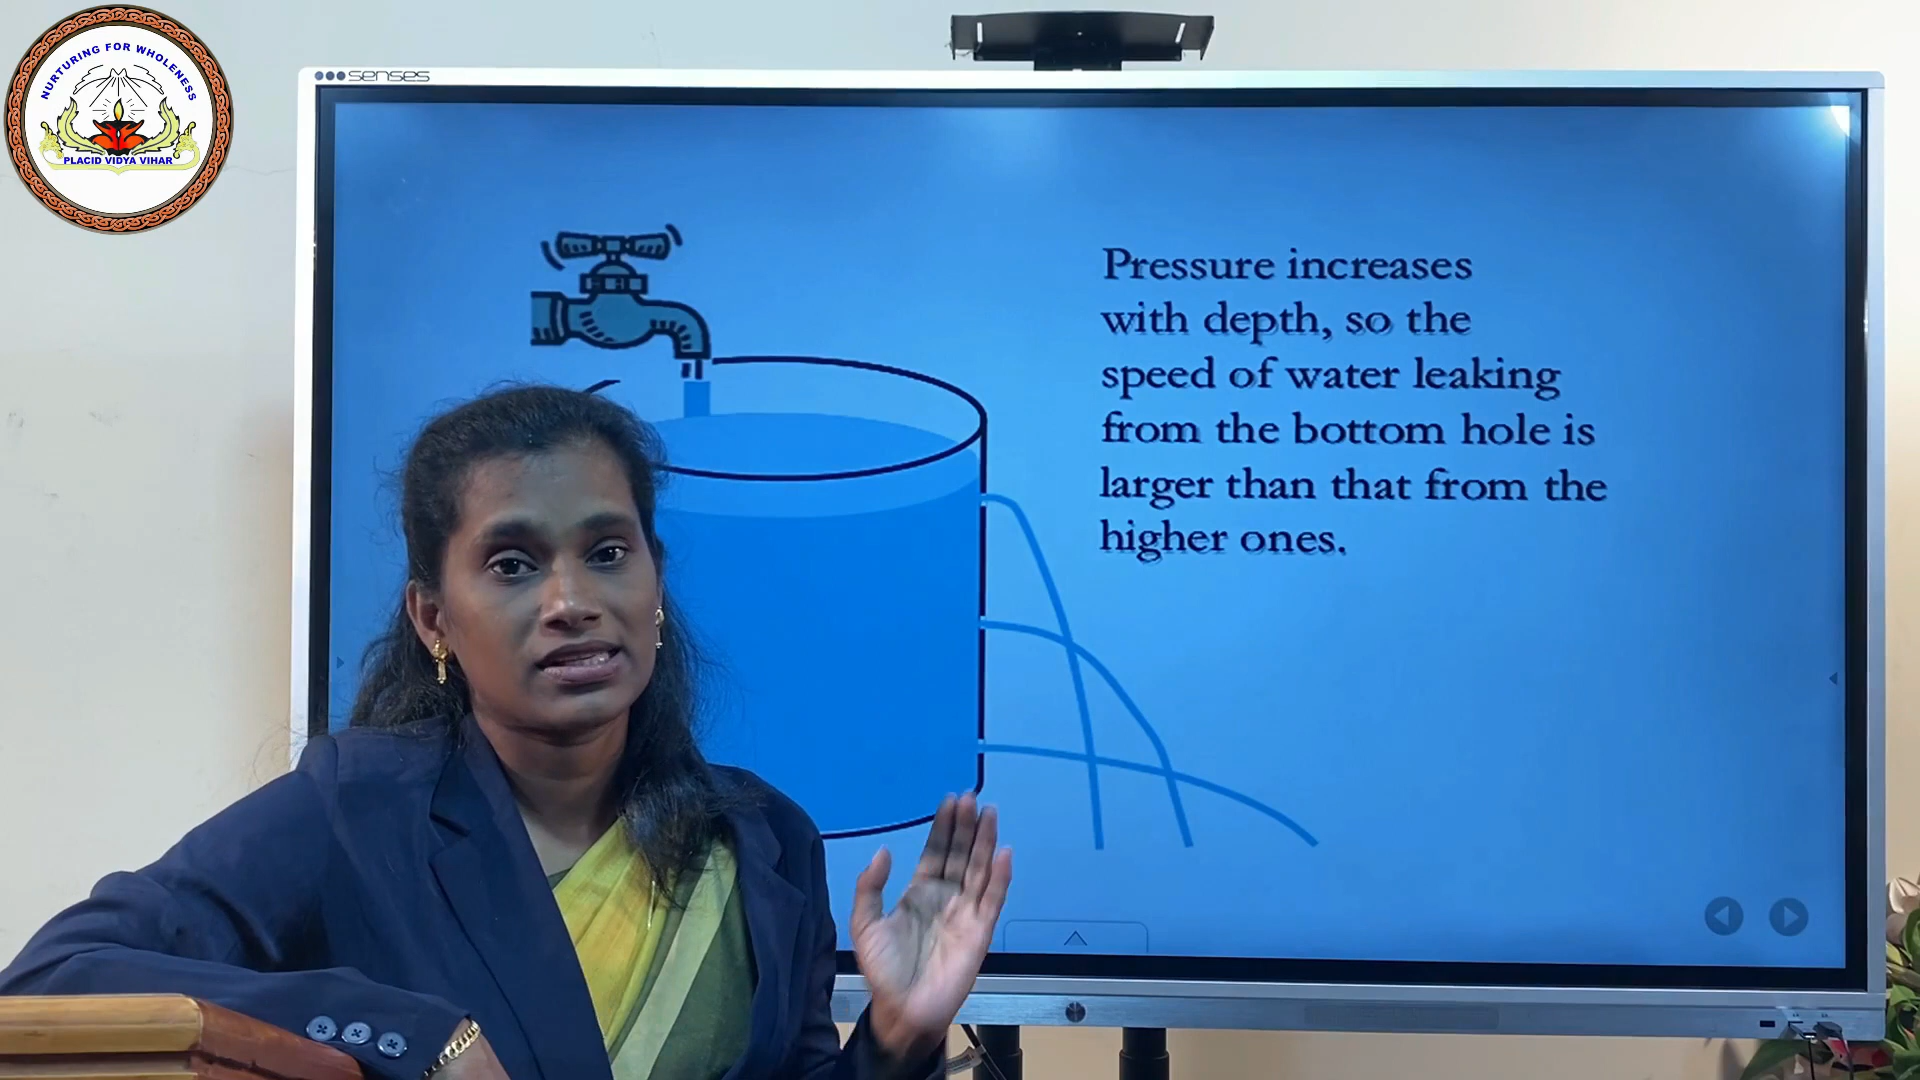 NURTURING FOR WHOLENESS
PLACID VIDYA VIHAR
senses
Pressure increases
with depth, so the
speed of water leaking
from the bottom hole is
larger than that from the
higher ones.